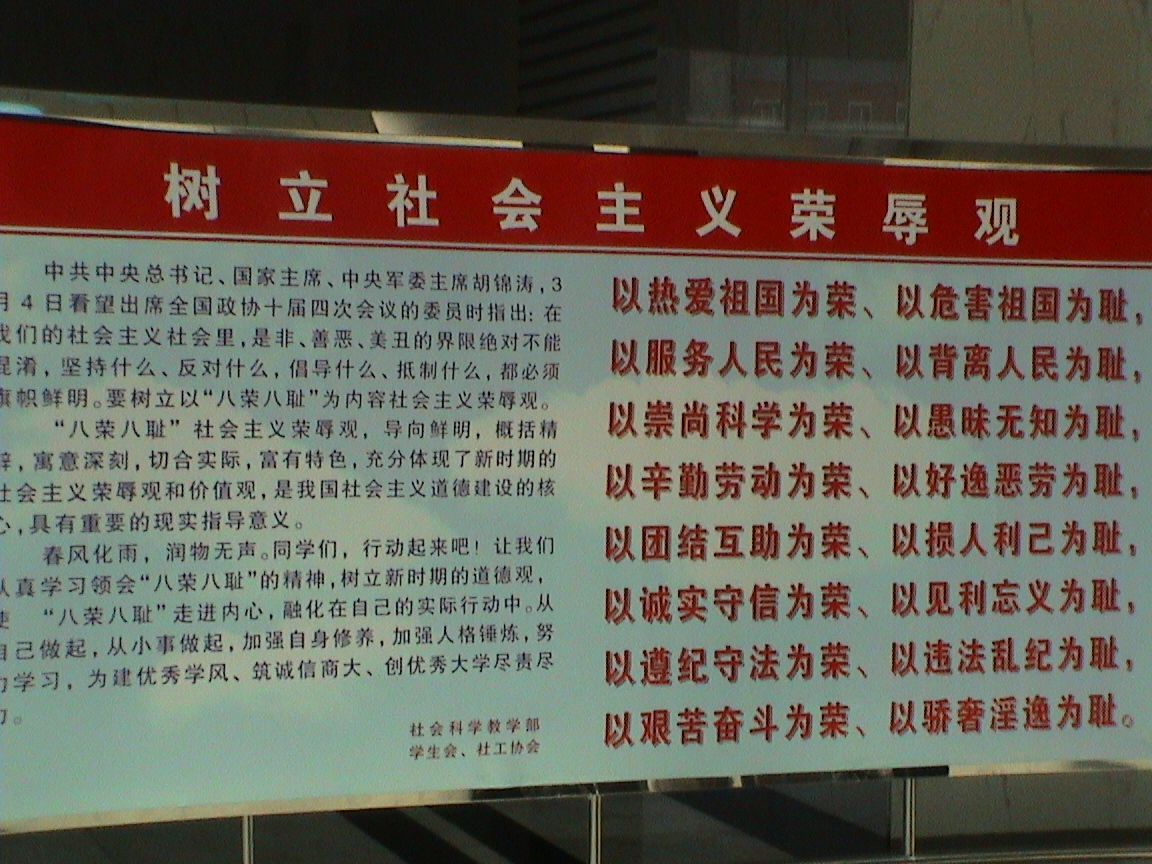 树立社会主义荣辱观
中共中央总书记、国家主席、中央军委主席胡锦涛,3
月4日看望出席全国政协十届四次会议的委员时指出:在
我们的社会主义社会里,是非、善恶、美丑的界限绝对不能
混淆,坚持什么、反对什么,倡导什么、抵制什么,都必须
旗帜鲜明。要树立以“八荣八耻”为内容社会主义荣辱观。
“八荣八耻”社会主义荣辱观,导向鲜明,概括精
辟,寓意深刻,切合实际,富有特色,充分体现了新时期的
社会主义荣辱观和价值观,是我国社会主义道德建设的核
心,具有重要的现实指导意义。
春风化雨,润物无声。同学们,行动起来吧!让我们
认真学习领会“八荣八耻”的精神,树立新时期的道德观,
使 “八荣八耻”走进内心,融化在自己的实际行动中。从
自己做起,从小事做起,加强自身修养,加强人格锤炼,努
力学习,为建优秀学风、筑诚信商大、创优秀大学尽责尽
力。
社会科学教学部
学生会、社工协会
以热爱祖国为荣、以危害祖国为耻,
以服务人民为荣、以背离人民为耻,
以崇尚科学为荣、以愚昧无知为耻,
以辛勤劳动为荣、以好逸恶劳为耻,
以团结互助为荣、以损人利己为耻,
以诚实守信为荣、以见利忘义为耻,
以遵纪守法为荣、以违法乱纪为耻,
以艰苦奋斗为荣、以骄奢淫逸为耻。